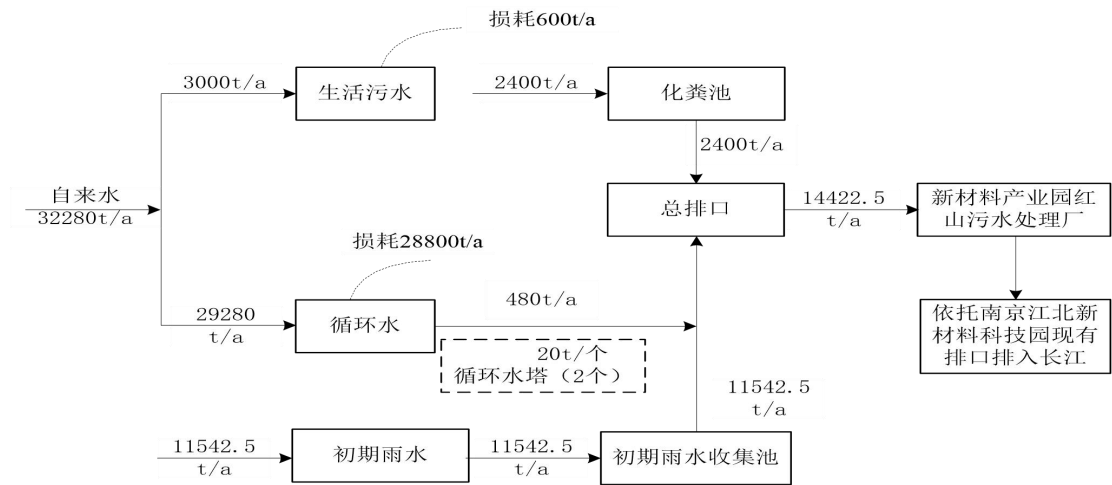 损耗600t/a
3000t/a
生活污水
2400t/a
化粪池
2400t/a
自来水
32280t/a
总排口
14422.5
t/a
新材料产业园红
山污水处理厂
损耗28800t/a
29280
t/a
循环水
480t/a
20t/个
循环水塔（2个）
依托南京江北新
材料科技园现有
排口排入长江
11542.5
t/a
11542.5
t/a
初期雨水
11542.5
t/a
初期雨水收集池